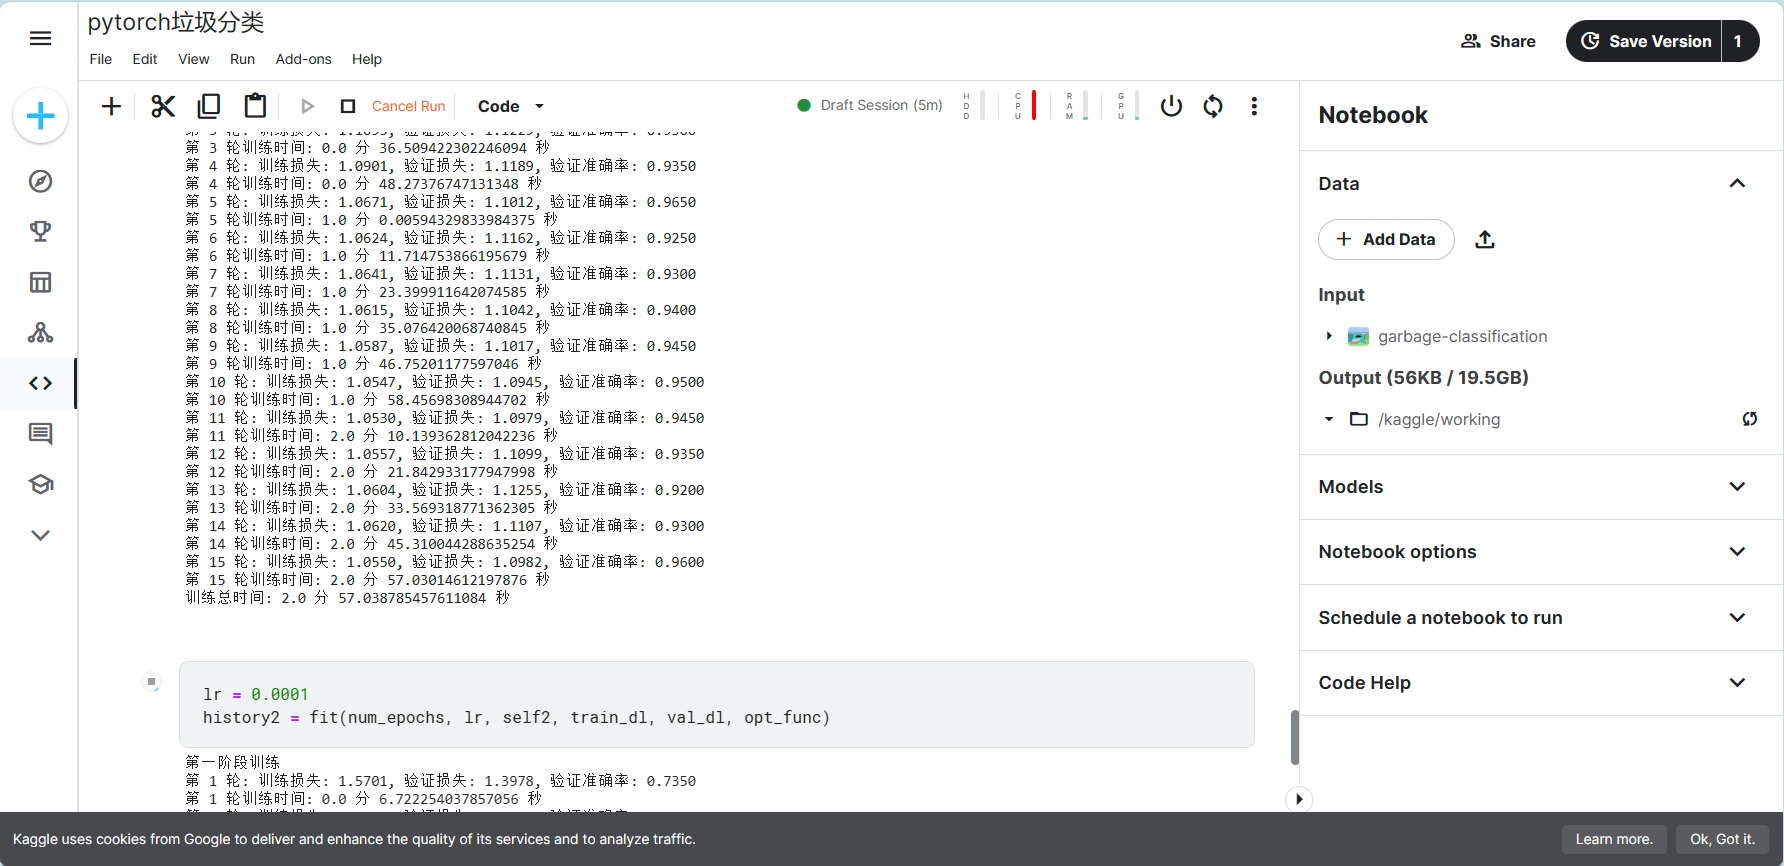 pytorch垃圾分类
File Edit View Run Add-ons Help
Share
Save Version 1
Cancel Run
Code
Draft Session (5m)
HDD
CPU
RAM
GPU
第 3 轮训练时间: 0.0 分 36.509422302246094 秒
第 4 轮: 训练损失: 1.0901, 验证损失: 1.1189, 验证准确率: 0.9350
第 4 轮训练时间: 0.0 分 48.27376747131348 秒
第 5 轮: 训练损失: 1.0671, 验证损失: 1.1012, 验证准确率: 0.9650
第 5 轮训练时间: 1.0 分 0.00594329833984375 秒
第 6 轮: 训练损失: 1.0624, 验证损失: 1.1162, 验证准确率: 0.9250
第 6 轮训练时间: 1.0 分 11.714753866195679 秒
第 7 轮: 训练损失: 1.0641, 验证损失: 1.1131, 验证准确率: 0.9300
第 7 轮训练时间: 1.0 分 23.399911642074585 秒
第 8 轮: 训练损失: 1.0615, 验证损失: 1.1042, 验证准确率: 0.9400
第 8 轮训练时间: 1.0 分 35.076420068740845 秒
第 9 轮: 训练损失: 1.0587, 验证损失: 1.1017, 验证准确率: 0.9450
第 9 轮训练时间: 1.0 分 46.75201177597046 秒
第 10 轮: 训练损失: 1.0547, 验证损失: 1.0945, 验证准确率: 0.9500
第 10 轮训练时间: 1.0 分 58.45698308944702 秒
第 11 轮: 训练损失: 1.0530, 验证损失: 1.0979, 验证准确率: 0.9450
第 11 轮训练时间: 2.0 分 10.139362812042236 秒
第 12 轮: 训练损失: 1.0557, 验证损失: 1.1099, 验证准确率: 0.9350
第 12 轮训练时间: 2.0 分 21.842933177947998 秒
第 13 轮: 训练损失: 1.0604, 验证损失: 1.1255, 验证准确率: 0.9200
第 13 轮训练时间: 2.0 分 33.569318771362305 秒
第 14 轮: 训练损失: 1.0620, 验证损失: 1.1107, 验证准确率: 0.9300
第 14 轮训练时间: 2.0 分 45.310044288635254 秒
第 15 轮: 训练损失: 1.0550, 验证损失: 1.0982, 验证准确率: 0.9600
第 15 轮训练时间: 2.0 分 57.03014612197876 秒
训练总时间: 2.0 分 57.038785457611084 秒
lr = 0.0001
history2 = fit(num_epochs, lr, self2, train_dl, val_dl, opt_func)
第一阶段训练
第 1 轮: 训练损失: 1.5701, 验证损失: 1.3978, 验证准确率: 0.7350
第 1 轮训练时间: 0.0 分 6.722254037857056 秒
Notebook
Data
Add Data
Input
garbage-classification
Output (56KB / 19.5GB)
/kaggle/working
Models
Notebook options
Schedule a notebook to run
Code Help
Kaggle uses cookies from Google to deliver and enhance the quality of its services and to analyze traffic.
Learn more.
Ok, Got it.